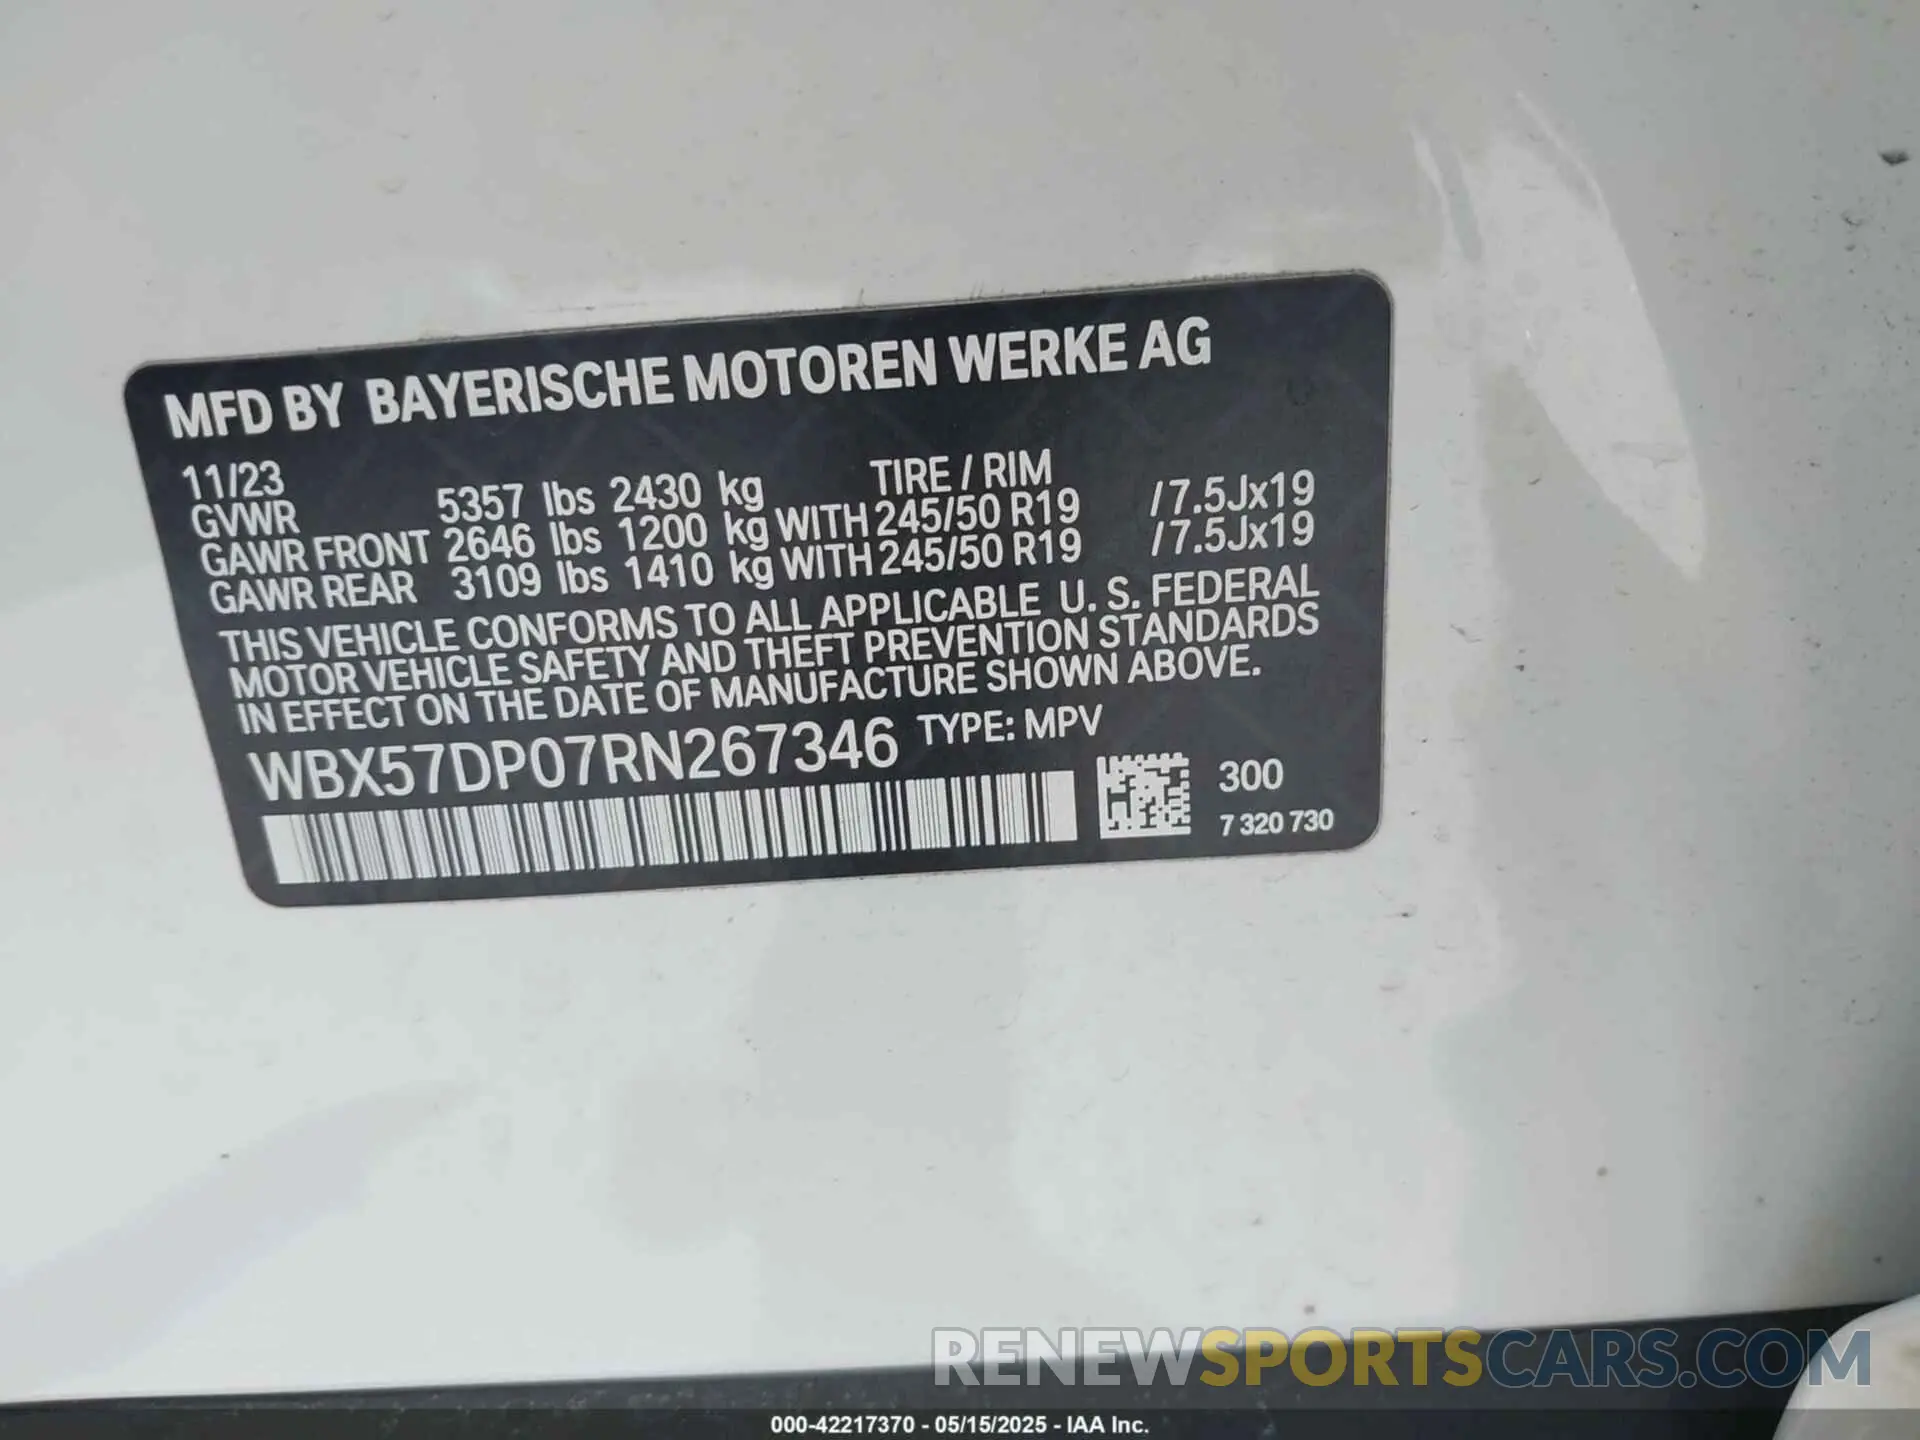 MFD BY BAYERISCHE MOTOREN WERKE AG
11/23 TIRE / RIM
GVWR 5357 lbs 2430 kg
GAWR FRONT 2646 lbs 1200 kg WITH 245/50 R19 /7.5Jx19
GAWR REAR 3109 lbs 1410 kg WITH 245/50 R19 /7.5Jx19
THIS VEHICLE CONFORMS TO ALL APPLICABLE U. S. FEDERAL
MOTOR VEHICLE SAFETY AND THEFT PREVENTION STANDARDS
IN EFFECT ON THE DATE OF MANUFACTURE SHOWN ABOVE.
WBX57DP07RN267346 TYPE: MPV
300
7 320 730
RENEWSPORTSCARS.COM
000-42217370 - 05/15/2025 - IAA Inc.